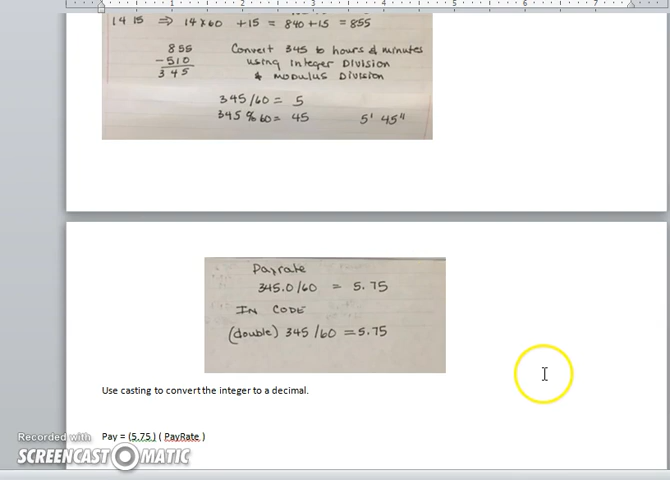 14 15 ⇒ 14 x 60 + 15 = 840 + 15 = 855
855
- 510
345
Convert 345 to hours & minutes
using Integer Division
& Modulus Division
345/60 = 5
345 % 60 = 45 5' 45"
Payrate
345.0/60 = 5.75
IN CODE
(double) 345/60 = 5.75
Use casting to convert the integer to a decimal.
Pay = (5.75 ) ( PayRate )
Recorded with
SCREENCAST-O-MATIC